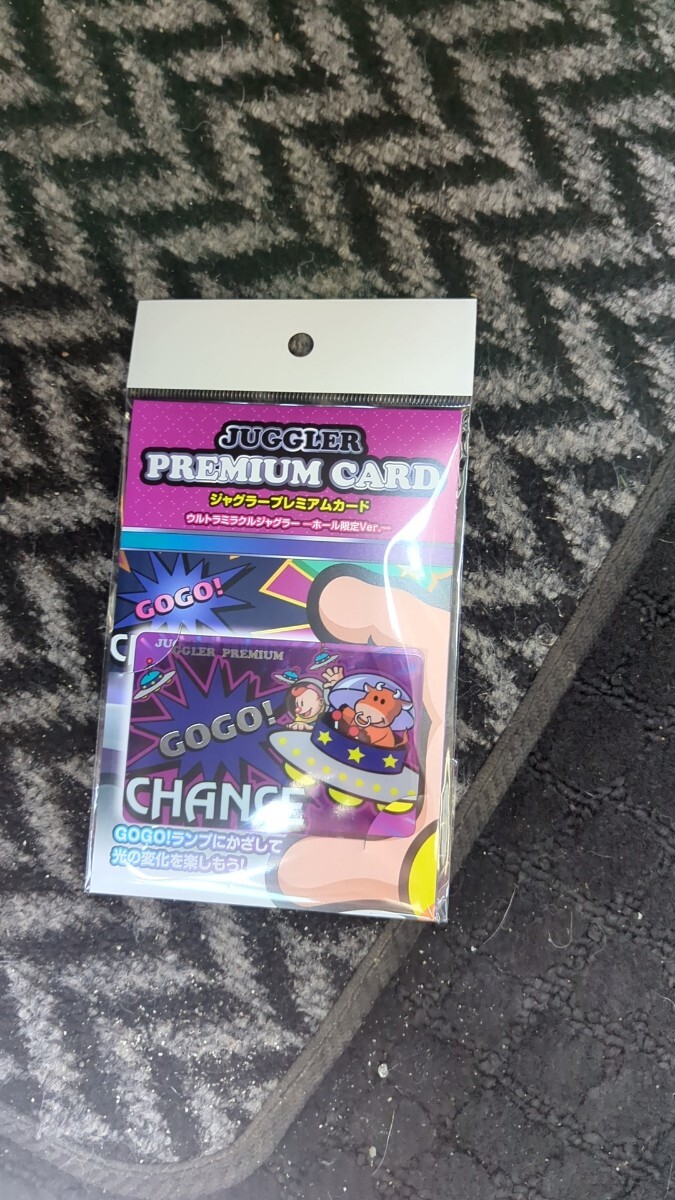 JUGGLER
PREMIUM CARD
ジャグラープレミアムカード
ウルトラミラクルジャグラー ーホール限定Ver.ー
GOGO!
C
JUGGLER PREMIUM
GOGO!
CHANCE
GOGO!ランプにかざして
光の変化を楽しもう!